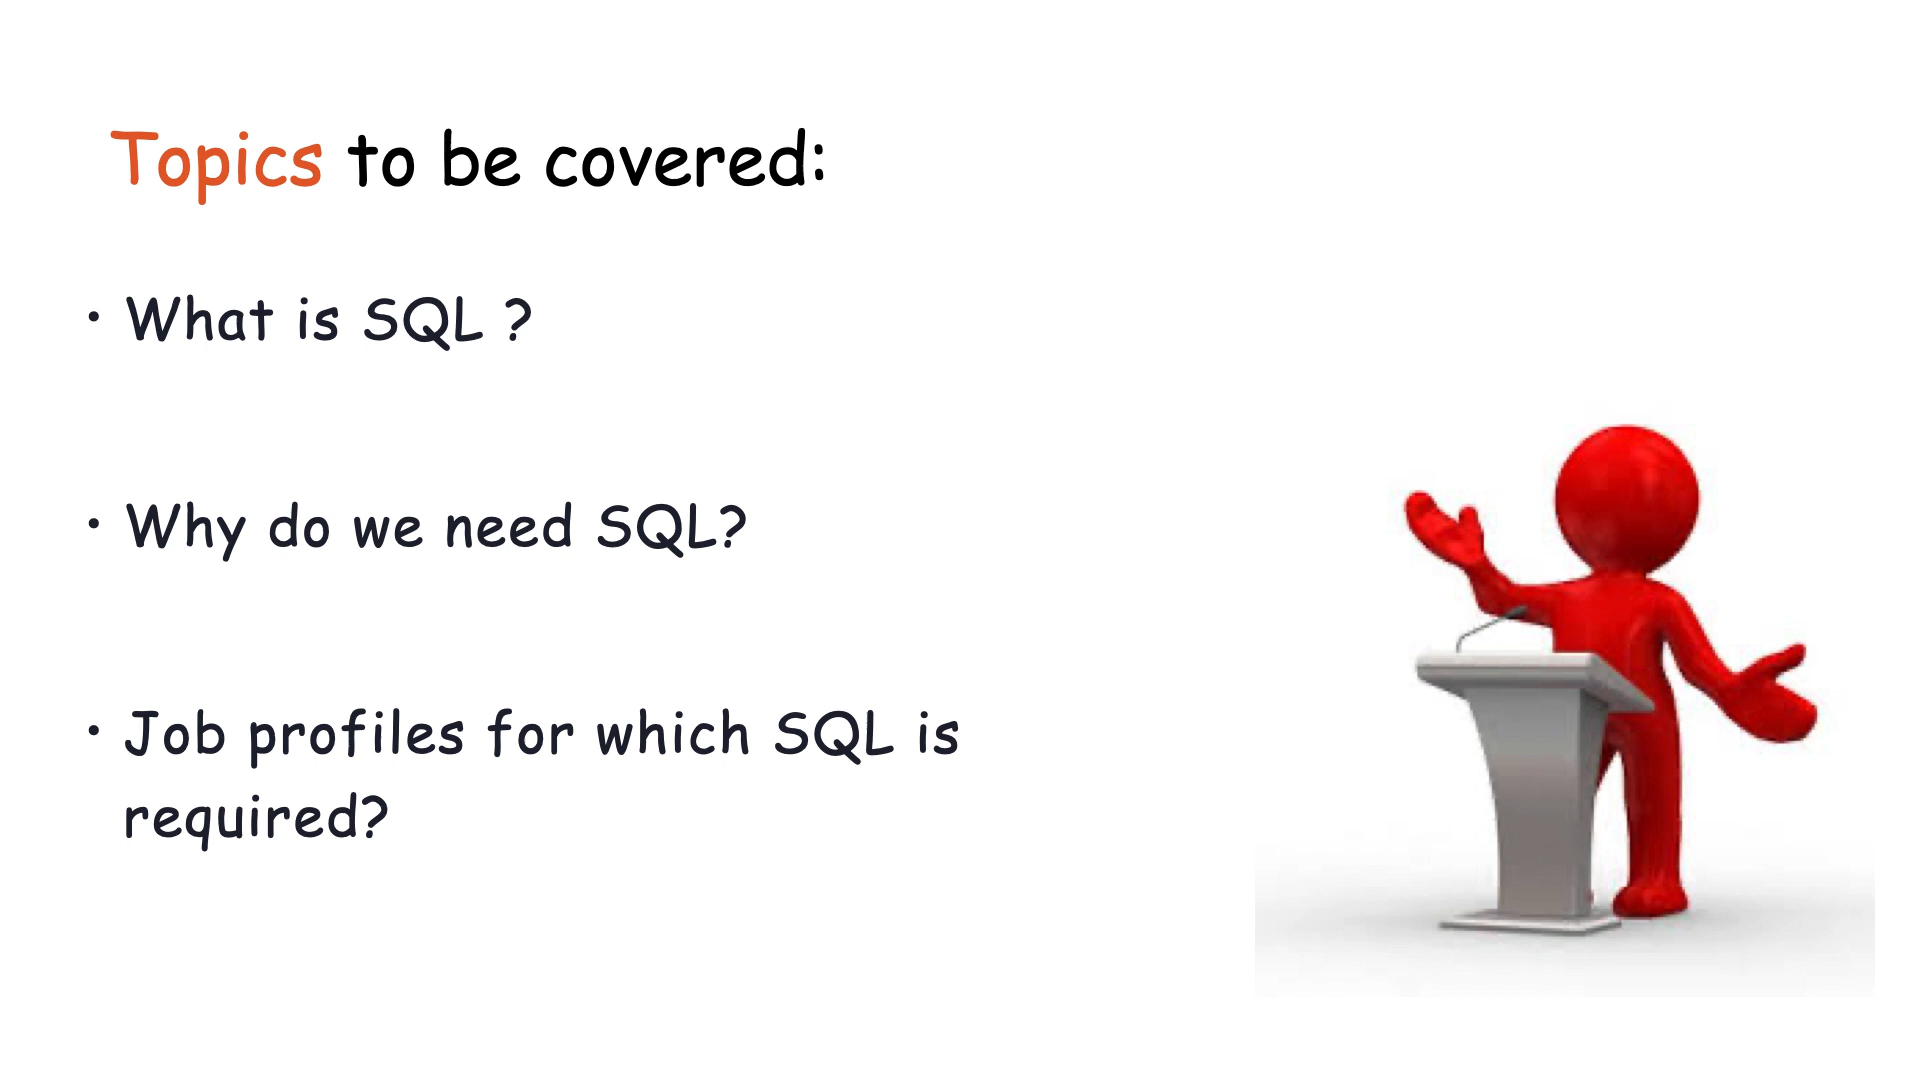 Topics to be covered:
• What is SQL ?
• Why do we need SQL?
• Job profiles for which SQL is
required?